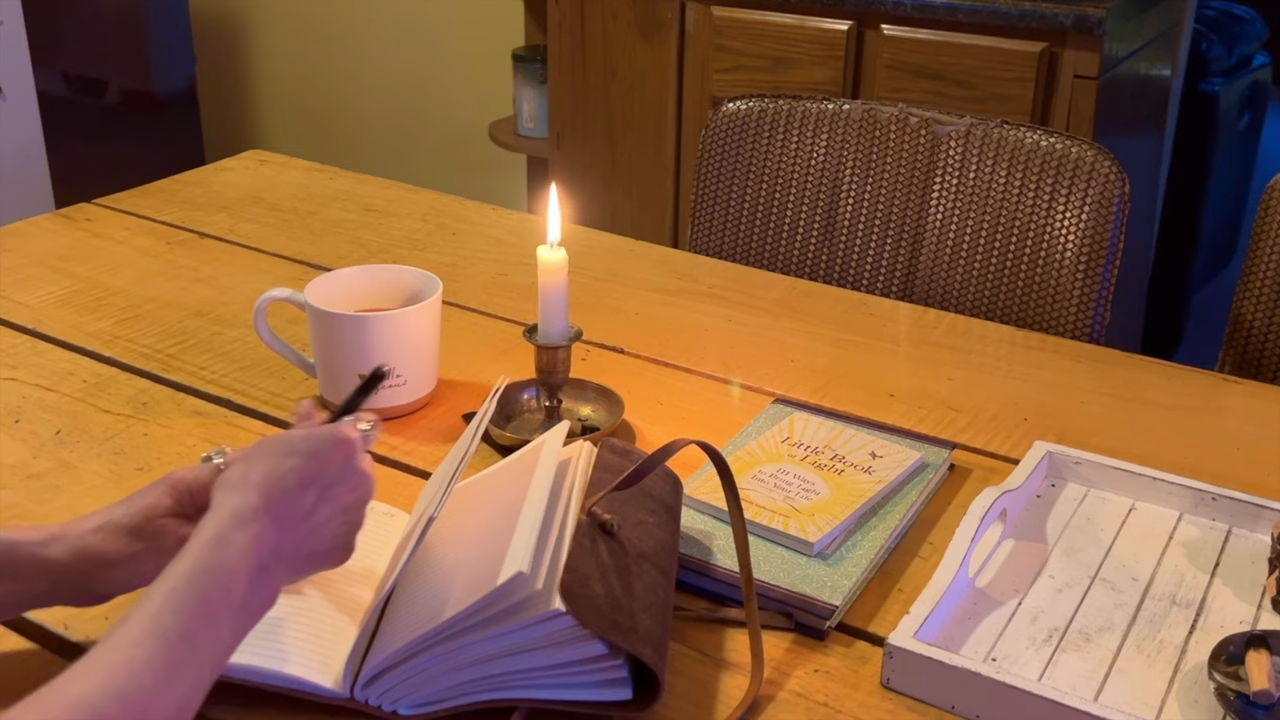 The
Little Book
of Light
111 Ways
to Bring Light
Into Your Life